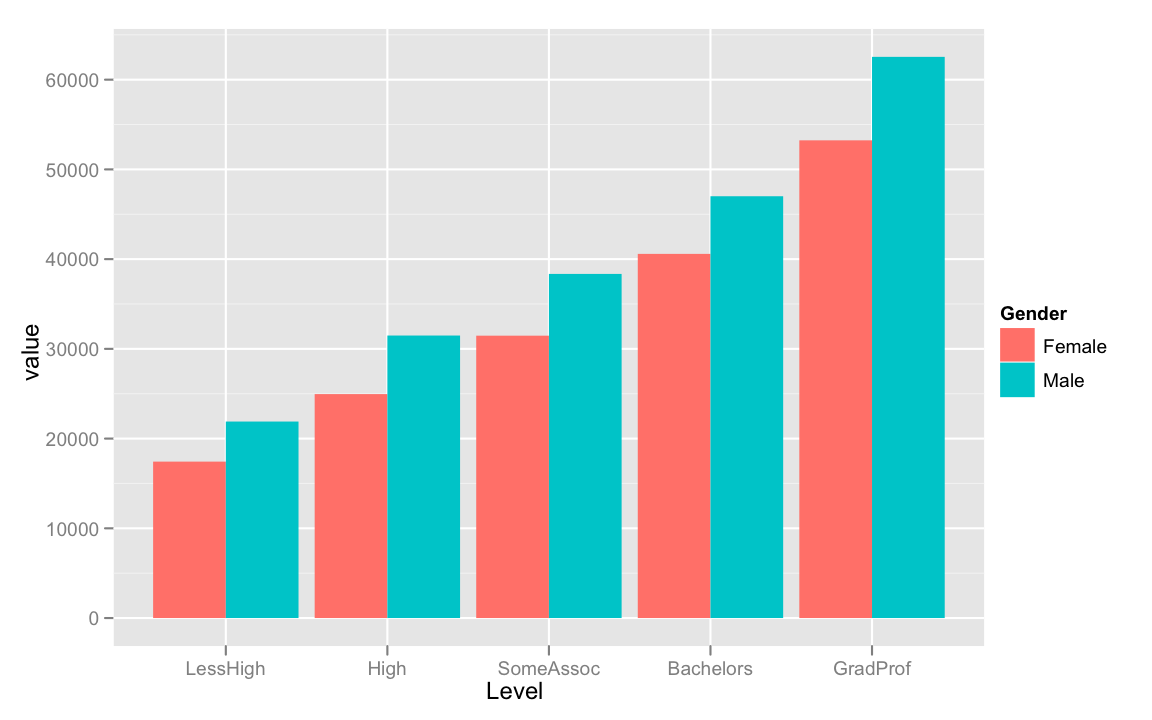 60000
50000
40000
30000
20000
10000
0
value
LessHigh High SomeAssoc Bachelors GradProf
Level
Gender
Female
Male